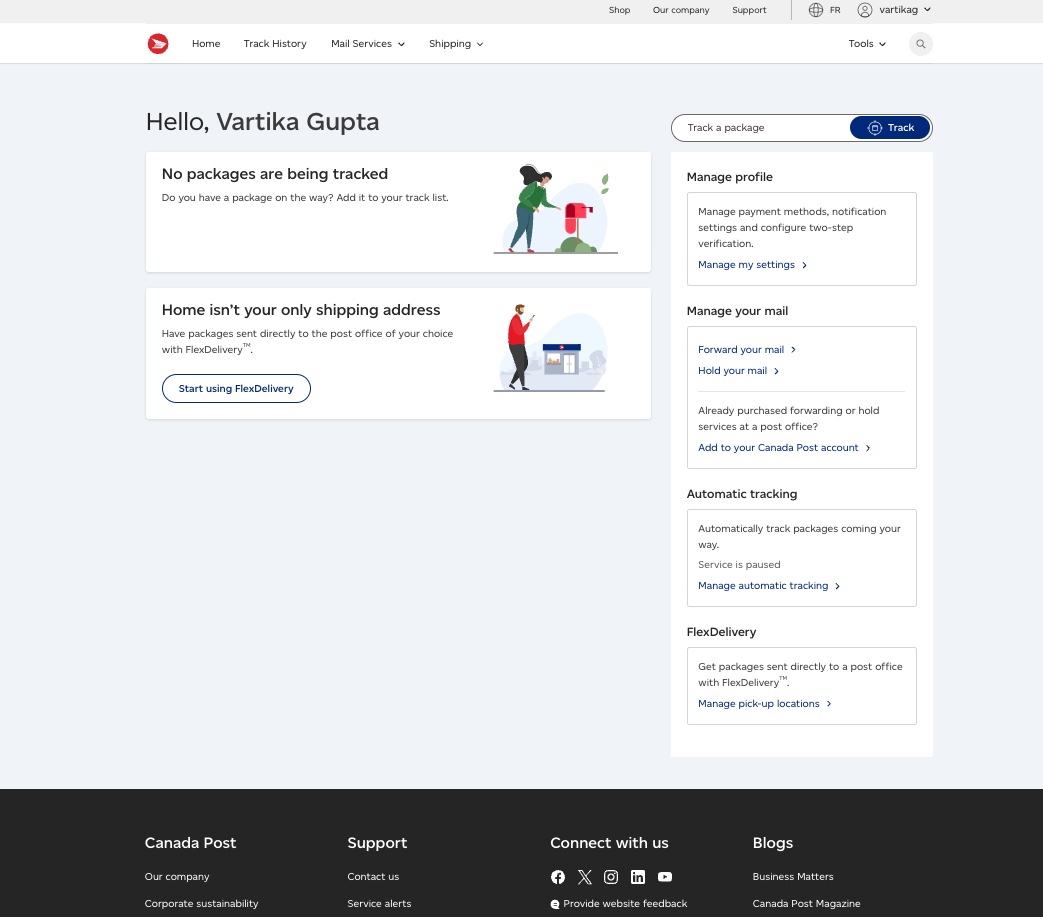 Shop Our company Support FR vartikag
Home Track History Mail Services Shipping Tools
Hello, Vartika Gupta
Track a package Track
No packages are being tracked
Do you have a package on the way? Add it to your track list.
Home isn't your only shipping address
Have packages sent directly to the post office of your choice
with FlexDelivery™.
Start using FlexDelivery
Manage profile
Manage payment methods, notification
settings and configure two-step
verification.
Manage my settings
Manage your mail
Forward your mail
Hold your mail
Already purchased forwarding or hold
services at a post office?
Add to your Canada Post account
Automatic tracking
Automatically track packages coming your
way.
Service is paused
Manage automatic tracking
FlexDelivery
Get packages sent directly to a post office
with FlexDelivery™.
Manage pick-up locations
Canada Post
Our company
Corporate sustainability
Support
Contact us
Service alerts
Connect with us
Provide website feedback
Blogs
Business Matters
Canada Post Magazine